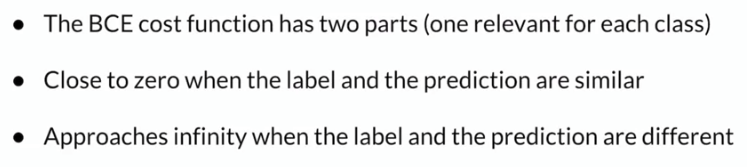 • The BCE cost function has two parts (one relevant for each class)
• Close to zero when the label and the prediction are similar
• Approaches infinity when the label and the prediction are different